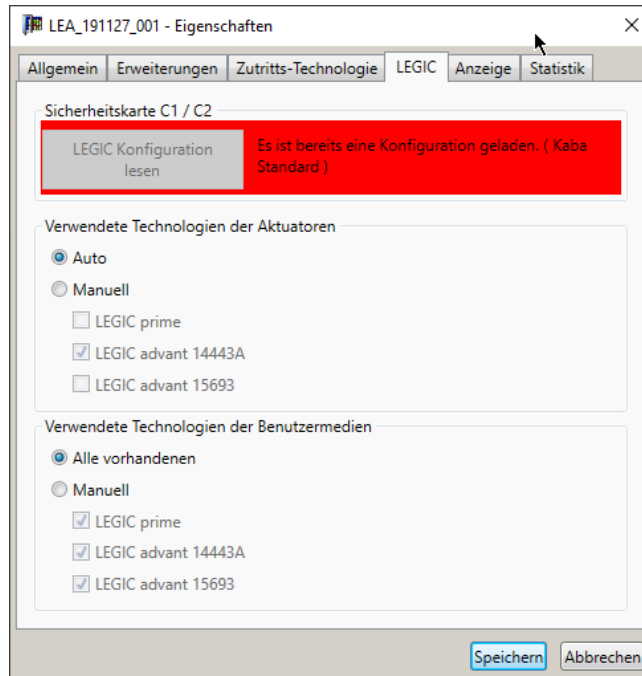 LEA_191127_001 - Eigenschaften
Allgemein Erweiterungen Zutritts-Technologie LEGIC Anzeige Statistik
Sicherheitskarte C1 / C2
LEGIC Konfiguration
lesen
Es ist bereits eine Konfiguration geladen. ( Kaba
Standard )
Verwendete Technologien der Aktuatoren
Auto
Manuell
LEGIC prime
LEGIC advant 14443A
LEGIC advant 15693
Verwendete Technologien der Benutzermedien
Alle vorhandenen
Manuell
LEGIC prime
LEGIC advant 14443A
LEGIC advant 15693
Speichern Abbrechen